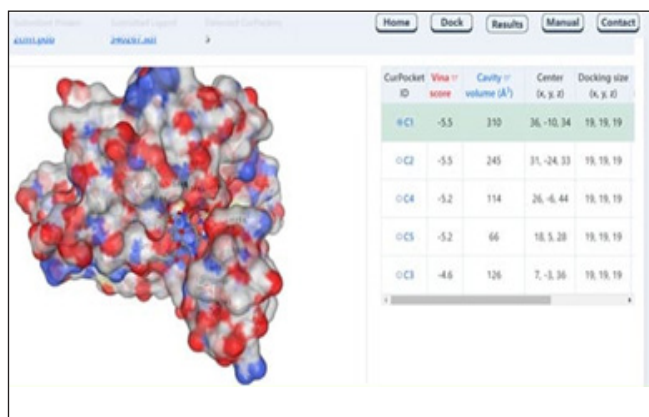 Home Dock Results Manual Contact
5
CurPocket ID Vina score Cavity volume (Å³) Center (x, y, z) Docking size (x, y, z)
C1 -5.5 310 36, -10, 34 19, 19, 19
C2 -5.5 245 31, -24, 33 19, 19, 19
C4 -5.2 114 26, -6, 44 19, 19, 19
C5 -5.2 66 18, 5, 28 19, 19, 19
C3 -4.6 126 7, -3, 36 19, 19, 19